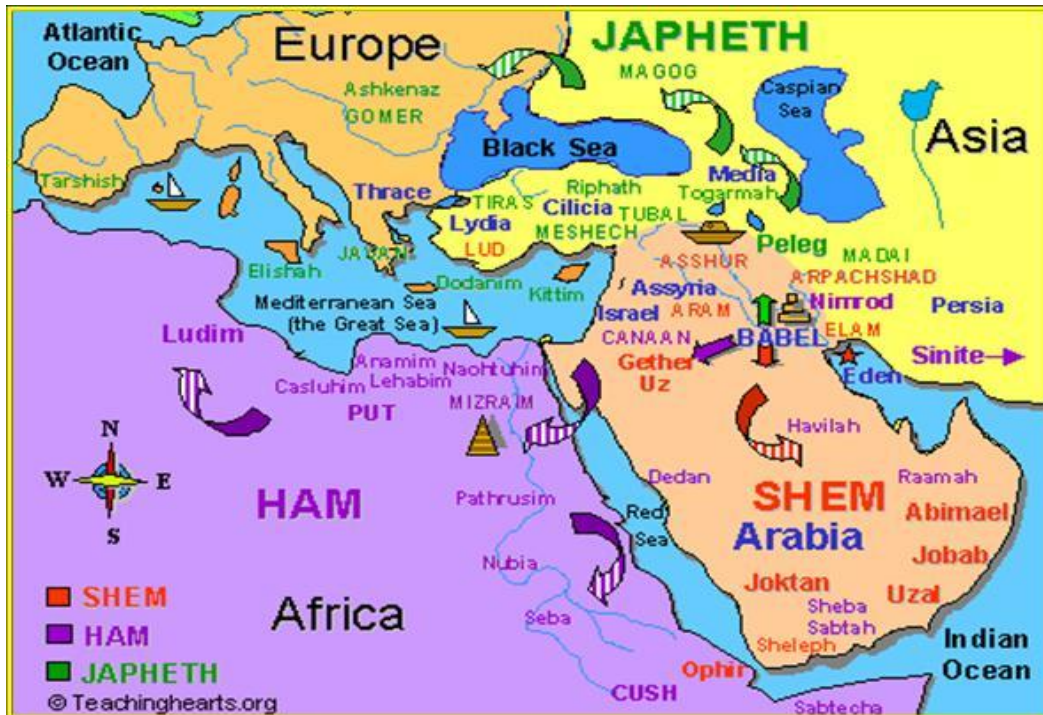 Atlantic
Ocean
Europe
JAPHETH
MAGOG
Ashkenaz
GOMER
Caspian
Sea
Asia
Black Sea
Tarshish
Thrace
TIRAS
Riphath
Media
Togarmah
Lydia
Cilicia
TUBAL
MESHECH
LUD
Peleg
MADAI
Elishah
JAVAN
Dodanim
Kittim
ASSHUR
ARPACHSHAD
Mediterranean Sea
(the Great Sea)
Assyria
Nimrod
Persia
Israel
ARAM
CANAAN
BABEL
ELAM
Sinite
Ludim
Anamim
Lehabim
Naohtuhim
Casluhim
PUT
MIZRAIM
Gether
Uz
Eden
Havilah
N
W
E
S
HAM
Pathrusim
Dedan
SHEM
Raamah
Red
Sea
Arabia
Abimael
Jobab
Nubia
Joktan
Uzal
Sheba
Sabtah
SHEM
HAM
JAPHETH
Africa
Seba
Sheleph
Indian
Ocean
Ophir
CUSH
Sabtecha
© Teachinghearts.org